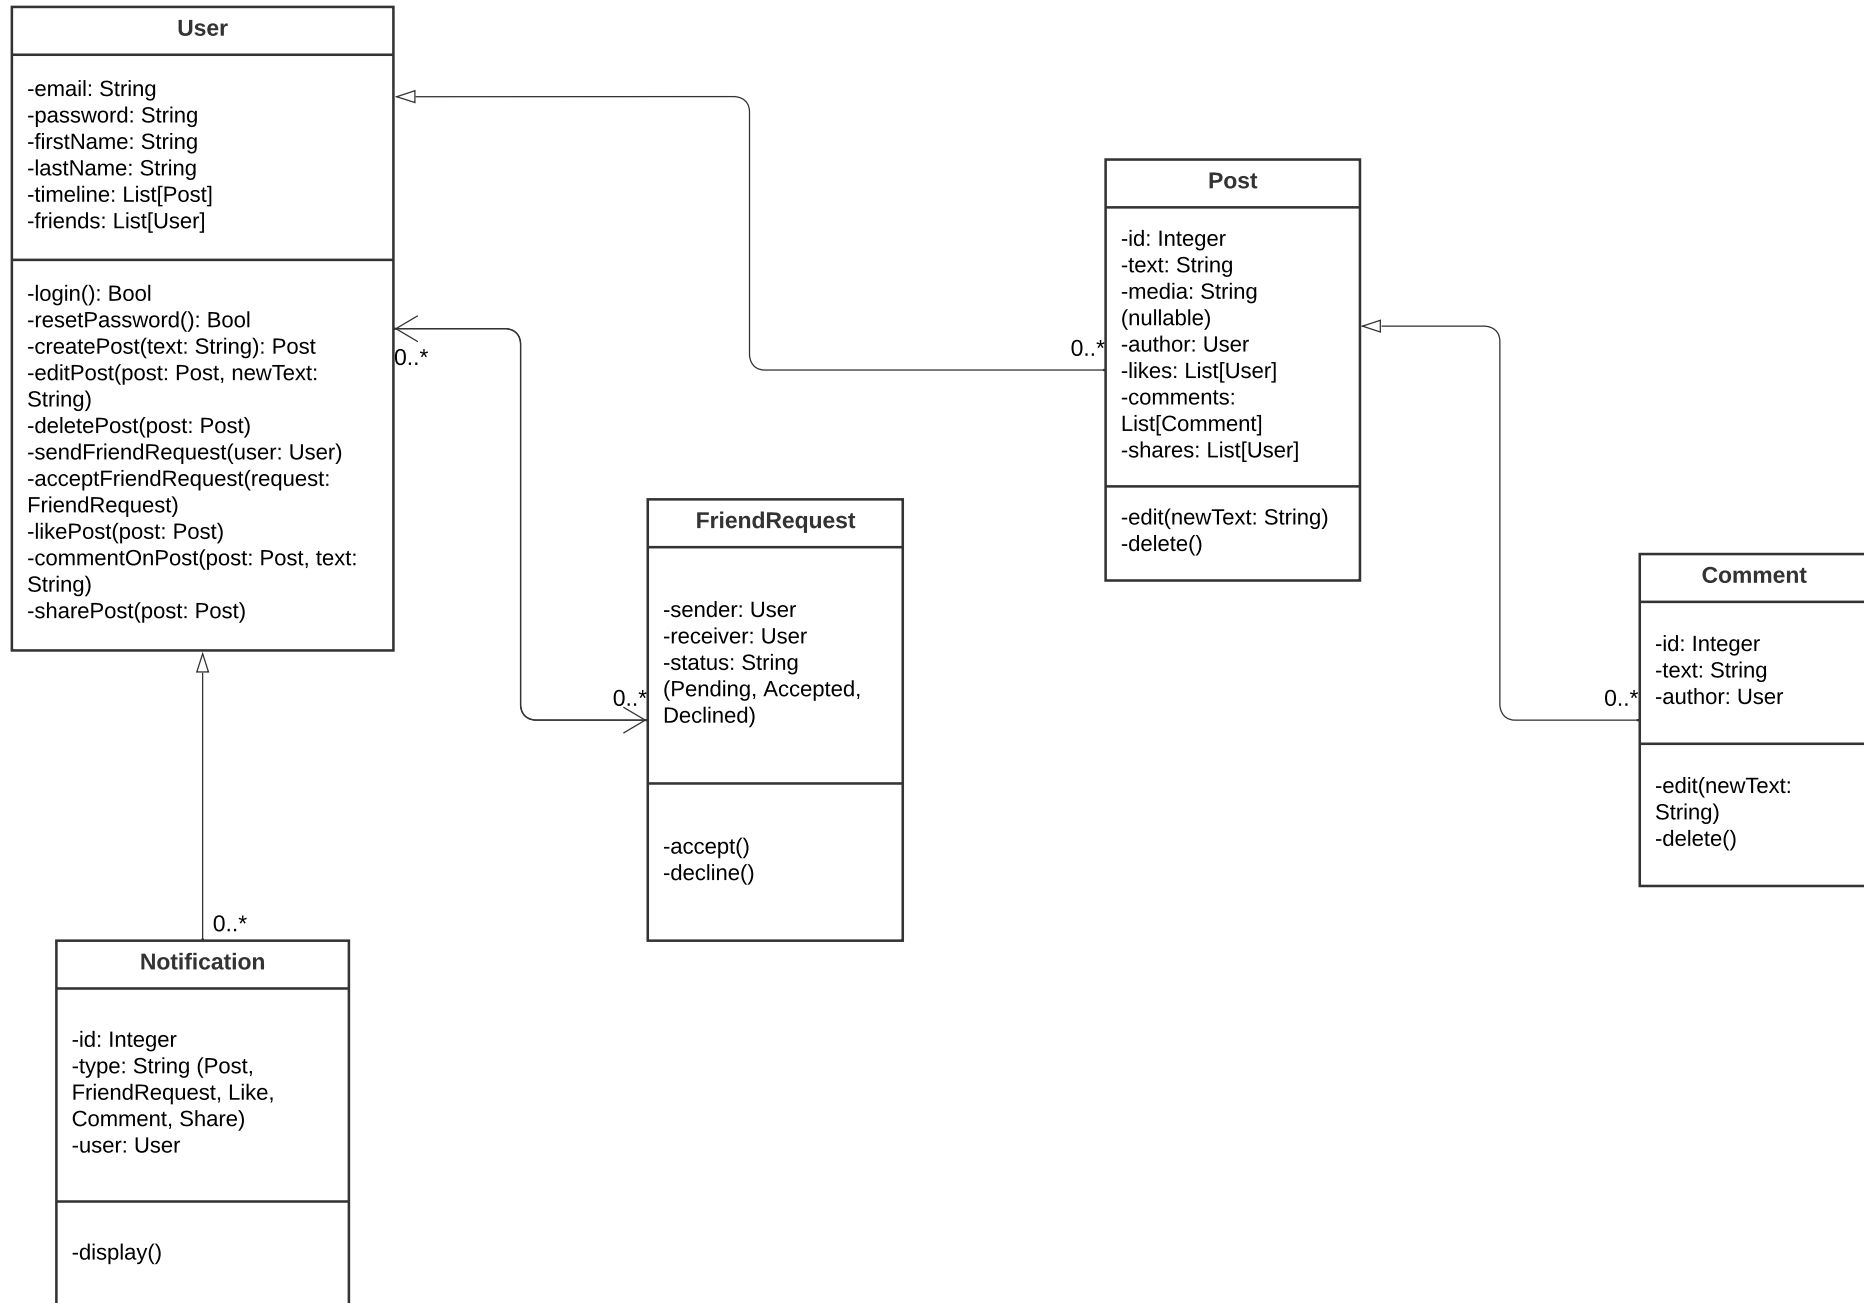 User
-email: String
-password: String
-firstName: String
-lastName: String
-timeline: List[Post]
-friends: List[User]
-login(): Bool
-resetPassword(): Bool
-createPost(text: String): Post
-editPost(post: Post, newText:
String)
-deletePost(post: Post)
-sendFriendRequest(user: User)
-acceptFriendRequest(request:
FriendRequest)
-likePost(post: Post)
-commentOnPost(post: Post, text:
String)
-sharePost(post: Post)
0..*
0..*
FriendRequest
-sender: User
-receiver: User
-status: String
(Pending, Accepted,
Declined)
-accept()
-decline()
0..*
Post
-id: Integer
-text: String
-media: String
(nullable)
-author: User
-likes: List[User]
-comments:
List[Comment]
-shares: List[User]
-edit(newText: String)
-delete()
0..*
Comment
-id: Integer
-text: String
-author: User
-edit(newText:
String)
-delete()
0..*
Notification
-id: Integer
-type: String (Post,
FriendRequest, Like,
Comment, Share)
-user: User
-display()